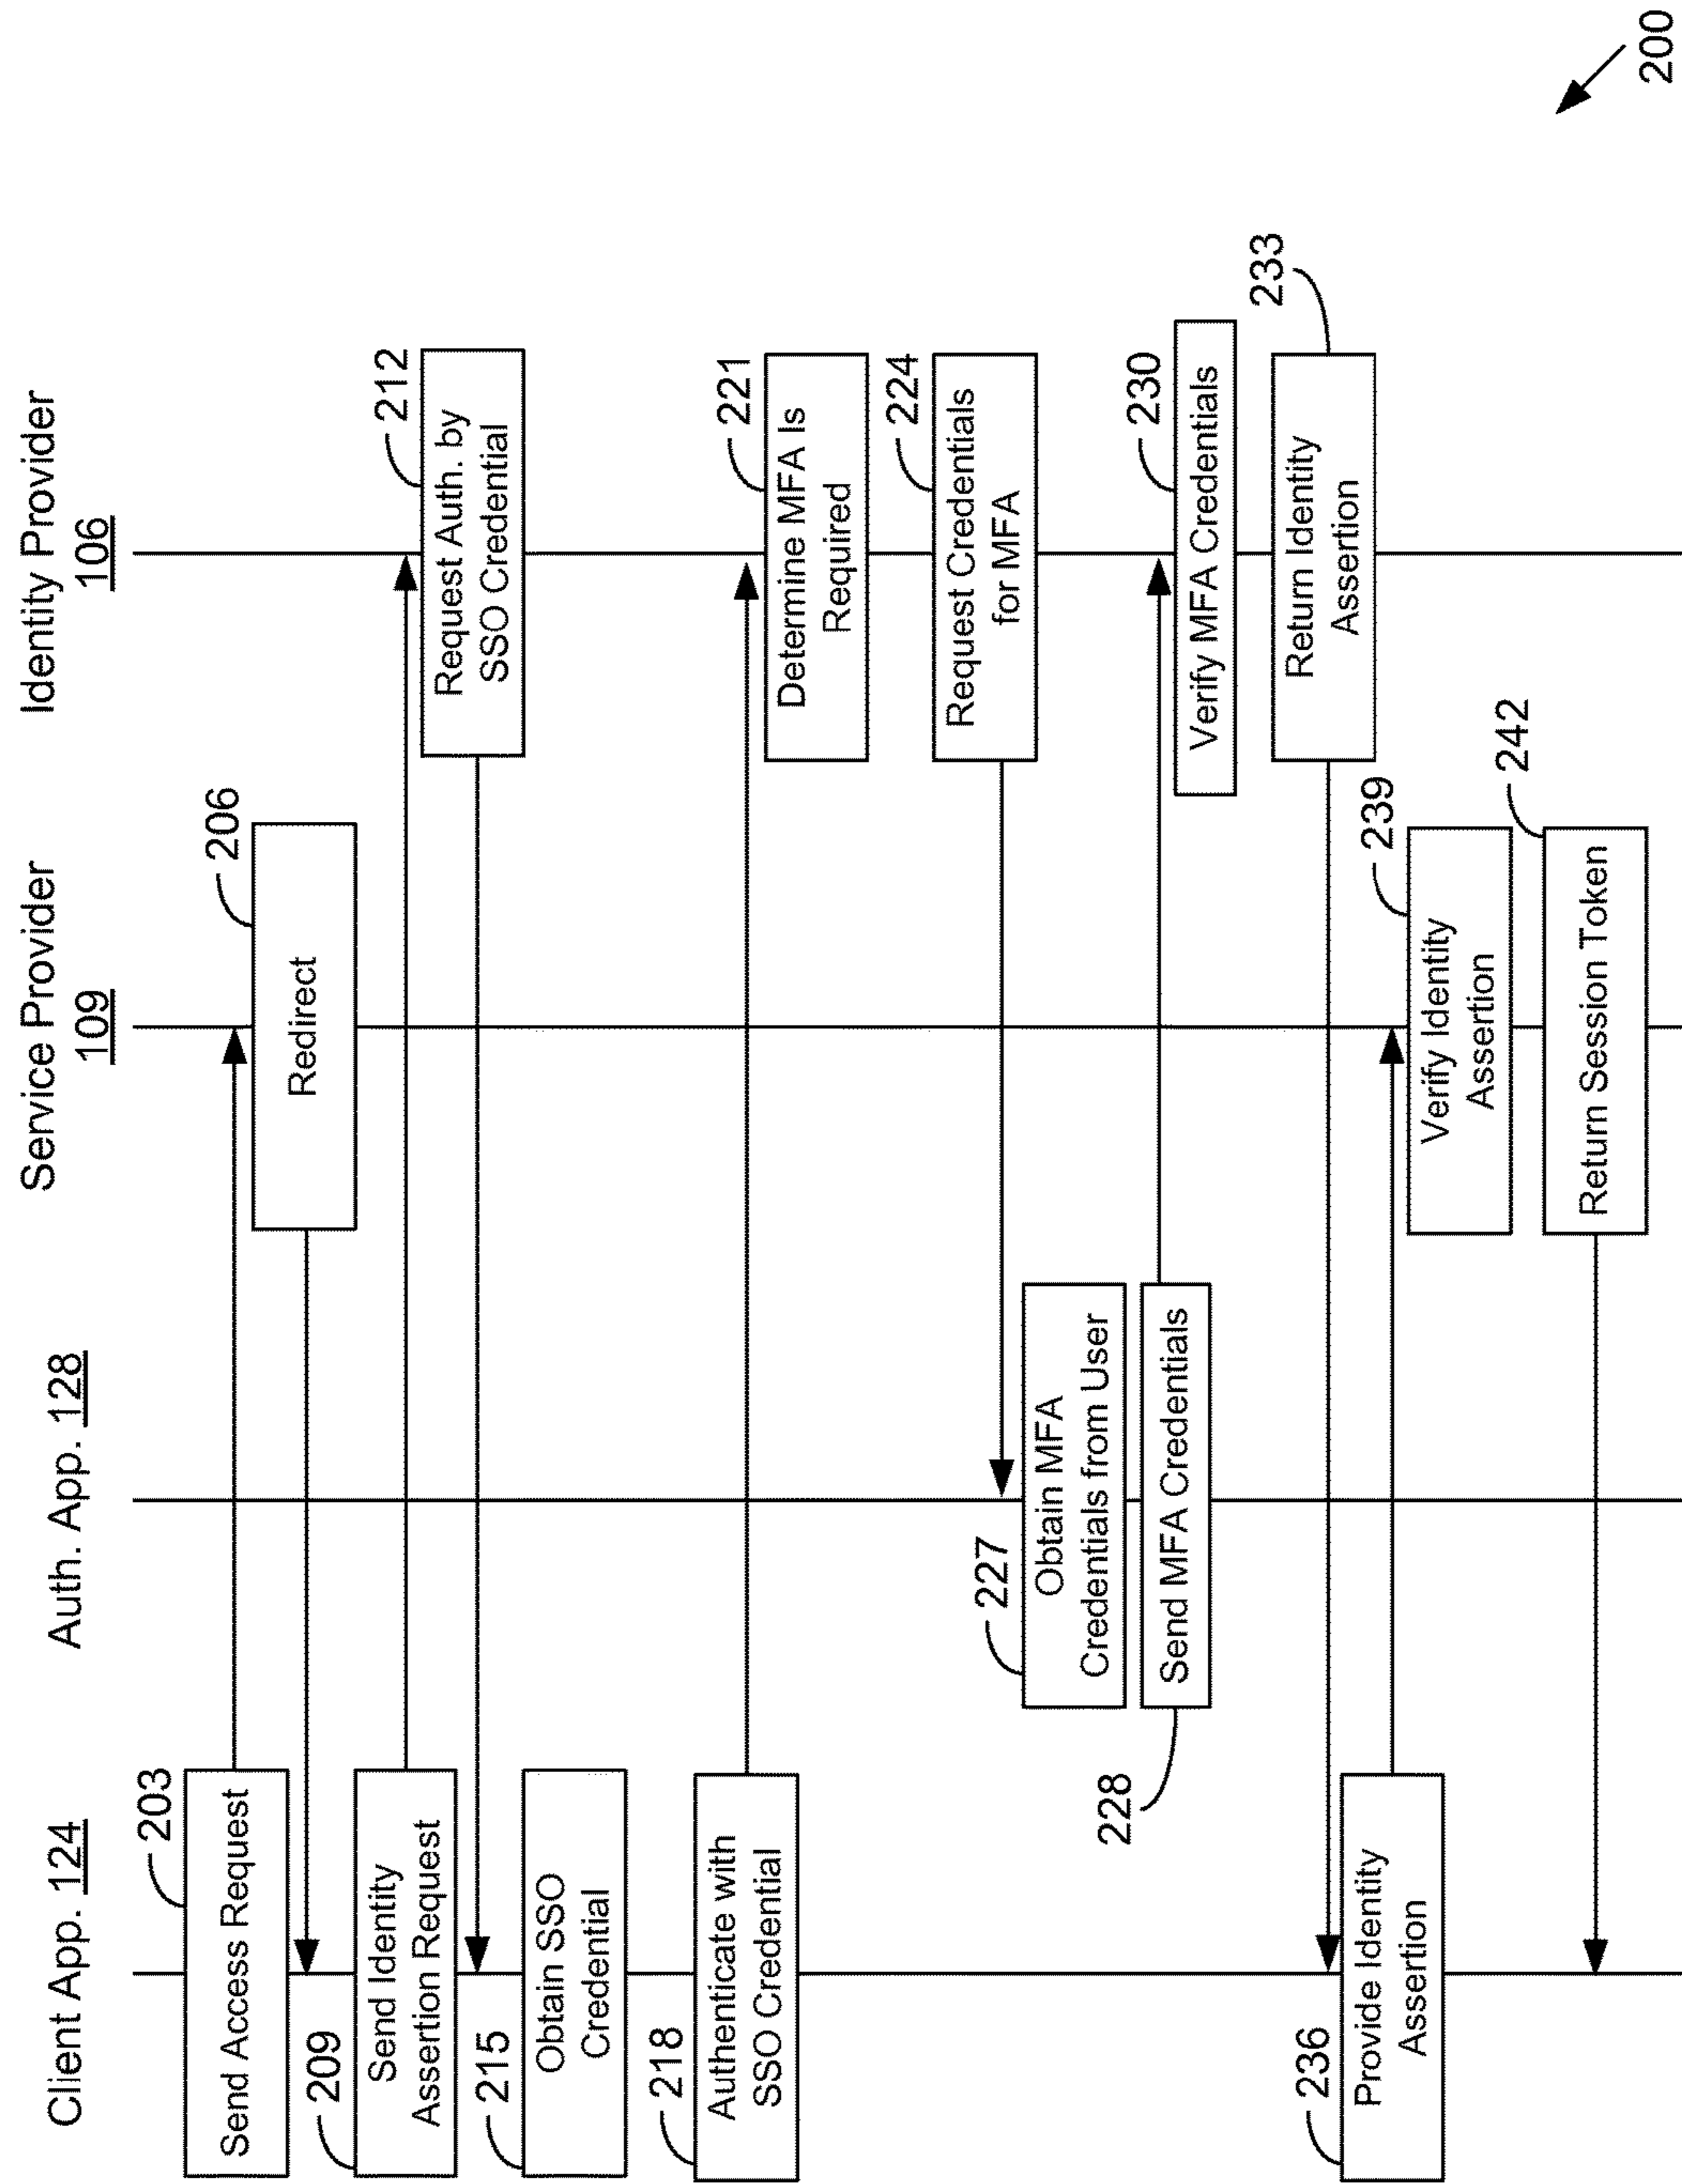 Client App. 124
Auth. App. 128
Service Provider
109
Identity Provider
106
203
Send Access Request
206
Redirect
209
Send Identity
Assertion Request
212
Request Auth. by
SSO Credential
215
Obtain SSO
Credential
218
Authenticate with
SSO Credential
221
Determine MFA Is
Required
224
Request Credentials
for MFA
227
Obtain MFA
Credentials from User
228
Send MFA Credentials
230
Verify MFA Credentials
233
Return Identity
Assertion
236
Provide Identity
Assertion
239
Verify Identity
Assertion
242
Return Session Token
200